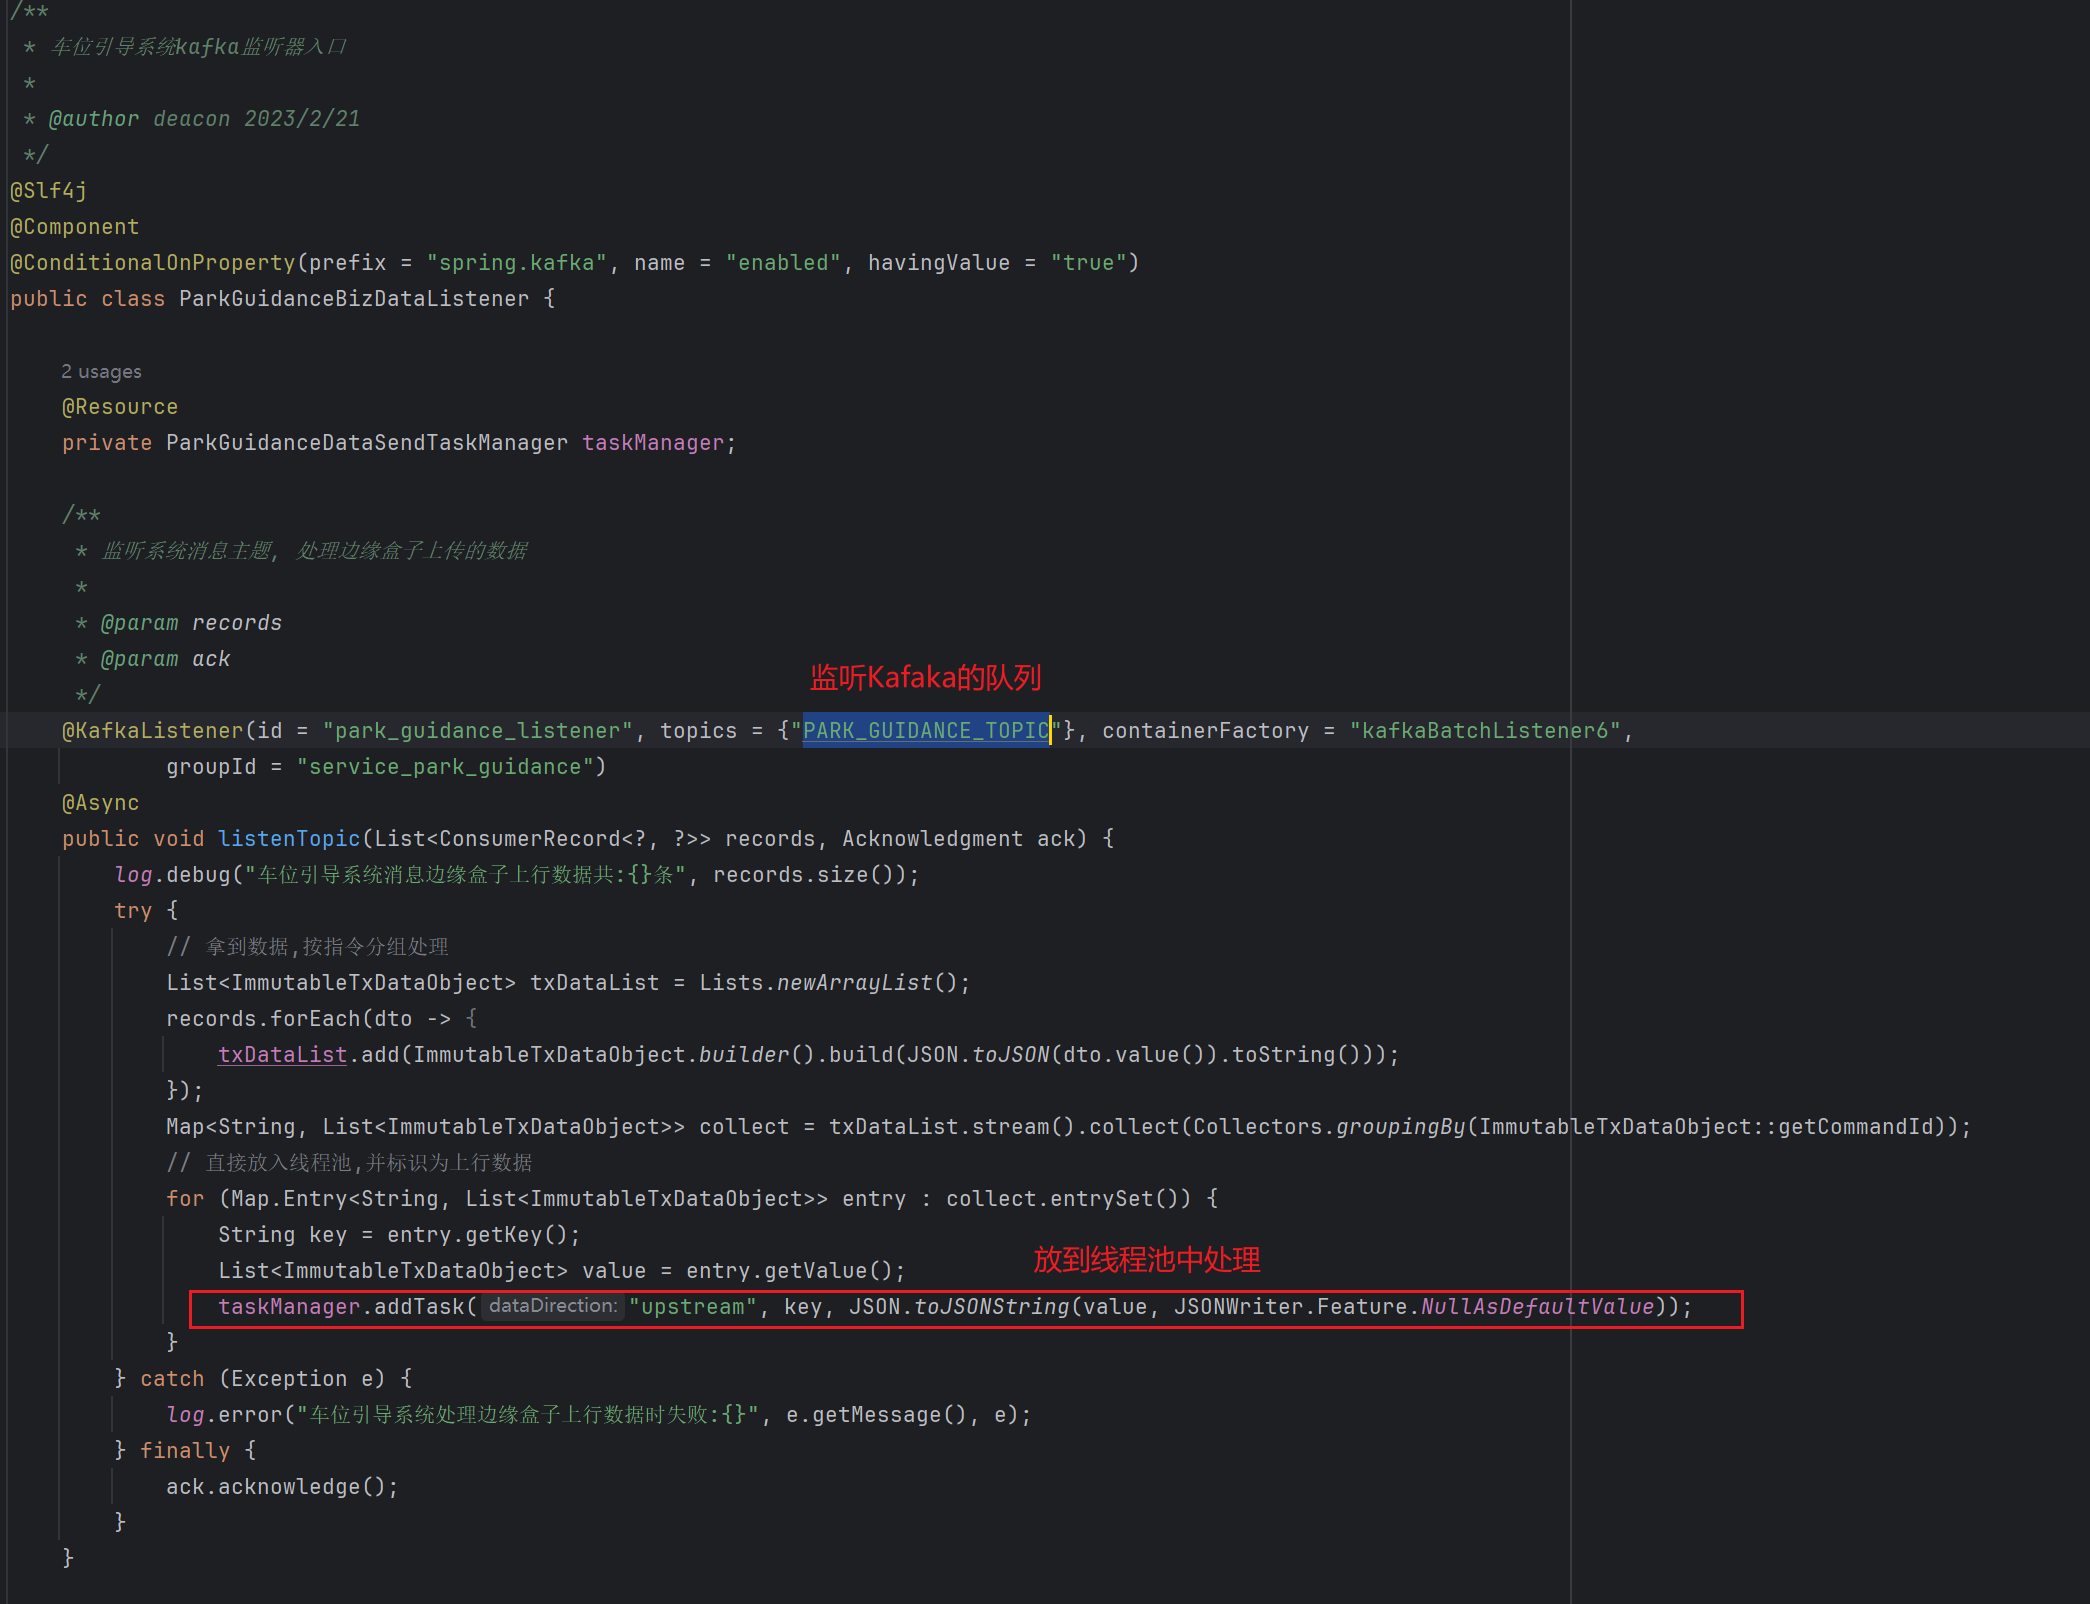 /**
 * 车位引导系统kafka监听器入口
 *
 * @author deacon 2023/2/21
 */
@Slf4j
@Component
@ConditionalOnProperty(prefix = "spring.kafka", name = "enabled", havingValue = "true")
public class ParkGuidanceBizDataListener {
2 usages
@Resource
private ParkGuidanceDataSendTaskManager taskManager;
/**
 * 监听系统消息主题, 处理边缘盒子上传的数据
 *
 * @param records
 * @param ack
监听Kafaka的队列
 */
@KafkaListener(id = "park_guidance_listener", topics = {"PARK_GUIDANCE_TOPIC"}, containerFactory = "kafkaBatchListener6",
groupId = "service_park_guidance")
@Async
public void listenTopic(List<ConsumerRecord<?, ?>> records, Acknowledgment ack) {
log.debug("车位引导系统消息边缘盒子上行数据共:{}条", records.size());
try {
// 拿到数据,按指令分组处理
List<ImmutableTxDataObject> txDataList = Lists.newArrayList();
records.forEach(dto -> {
txDataList.add(ImmutableTxDataObject.builder().build(JSON.toJSON(dto.value()).toString()));
});
Map<String, List<ImmutableTxDataObject>> collect = txDataList.stream().collect(Collectors.groupingBy(ImmutableTxDataObject::getCommandId));
// 直接放入线程池,并标识为上行数据
for (Map.Entry<String, List<ImmutableTxDataObject>> entry : collect.entrySet()) {
String key = entry.getKey();
放到线程池中处理
List<ImmutableTxDataObject> value = entry.getValue();
taskManager.addTask( dataDirection: "upstream", key, JSON.toJSONString(value, JSONWriter.Feature.NullAsDefaultValue));
}
} catch (Exception e) {
log.error("车位引导系统处理边缘盒子上行数据时失败:{}", e.getMessage(), e);
} finally {
ack.acknowledge();
}
}